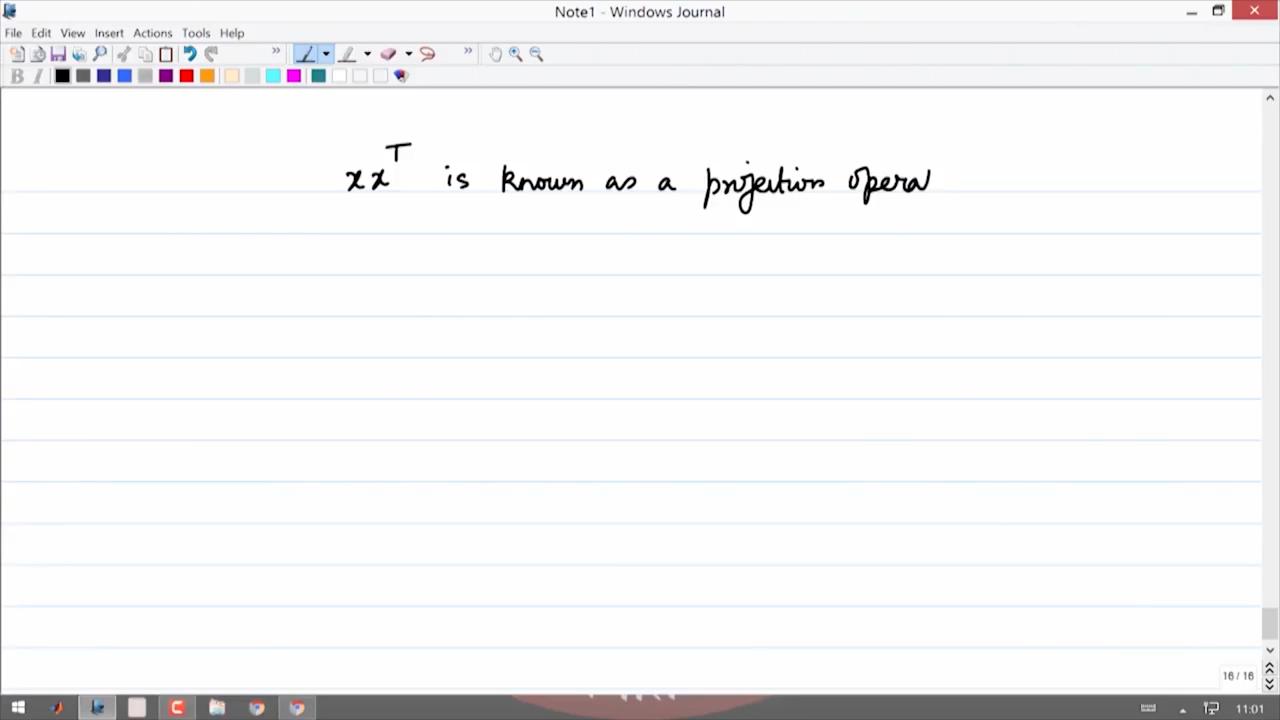 Note1 - Windows Journal
File Edit View Insert Actions Tools Help
B I
xx^T is known as a projection opera
16 / 16
11:01